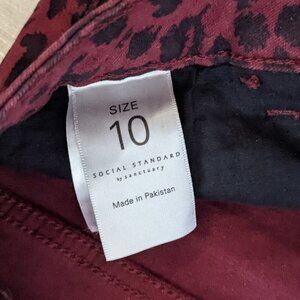 SIZE
10
SOCIAL STANDARD
by sanctuary
Made in Pakistan